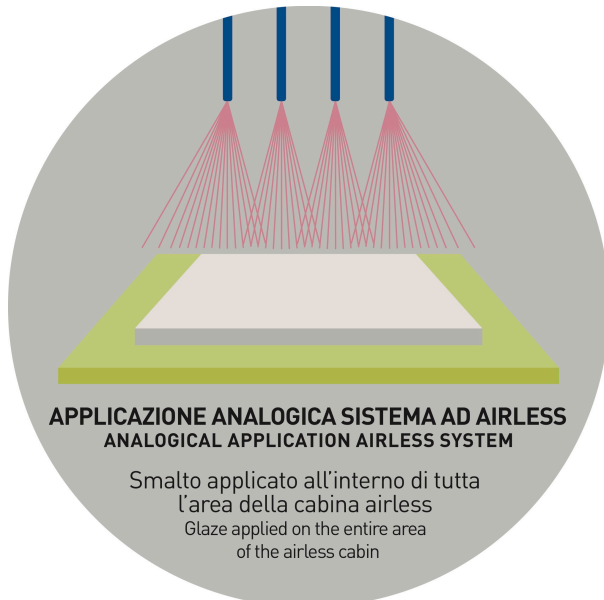 APPLICAZIONE ANALOGICA SISTEMA AD AIRLESS
ANALOGICAL APPLICATION AIRLESS SYSTEM
Smalto applicato all'interno di tutta
l'area della cabina airless
Glaze applied on the entire area
of the airless cabin